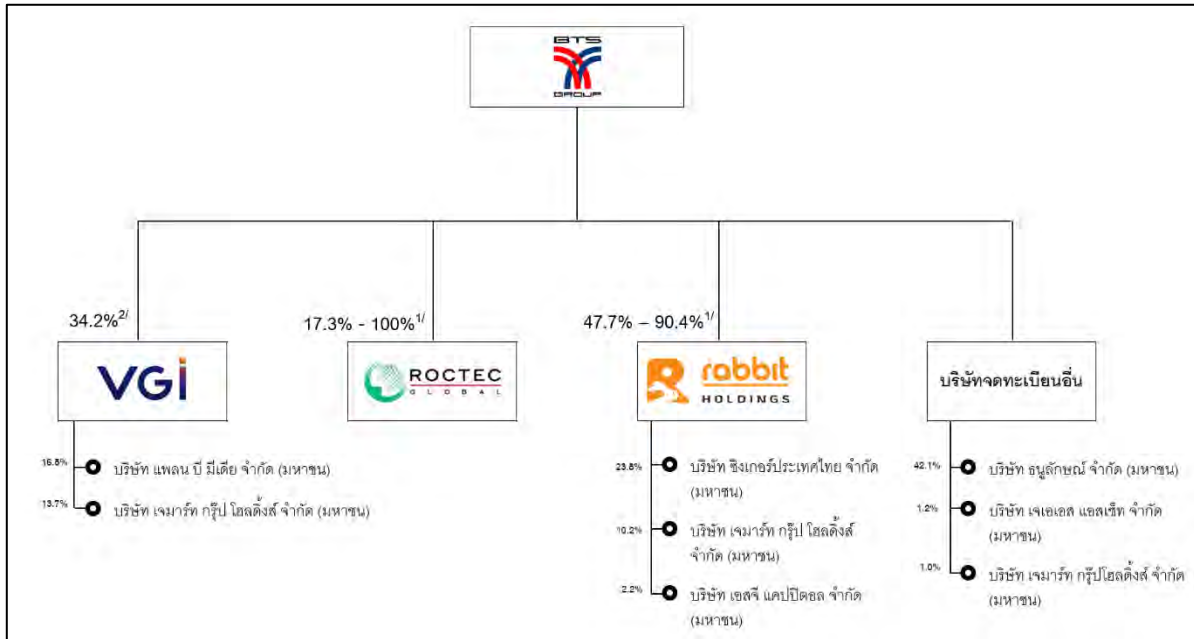 BTS
GROUP
34.2%2/
17.3% - 100%1/
47.7% – 90.4%1/
VGI
ROCTEC
GLOBAL
rabbit
HOLDINGS
บริษัทจดทะเบียนอื่น
16.8%
บริษัท แพลน บี มีเดีย จำกัด (มหาชน)
13.7%
บริษัท เจมาร์ท กรุ๊ป โฮลดิ้งส์ จำกัด (มหาชน)
23.8%
บริษัท ซิงเกอร์ประเทศไทย จำกัด
(มหาชน)
10.2%
บริษัท เจมาร์ท กรุ๊ป โฮลดิ้งส์
จำกัด (มหาชน)
2.2%
บริษัท เอสจี แคปปิตอล จำกัด
(มหาชน)
42.1%
บริษัท ธนูลักษณ์ จำกัด (มหาชน)
1.2%
บริษัท เจเอเอส แอสเซ็ท จำกัด
(มหาชน)
1.0%
บริษัท เจมาร์ท กรุ๊ปโฮลดิ้งส์ จำกัด
(มหาชน)